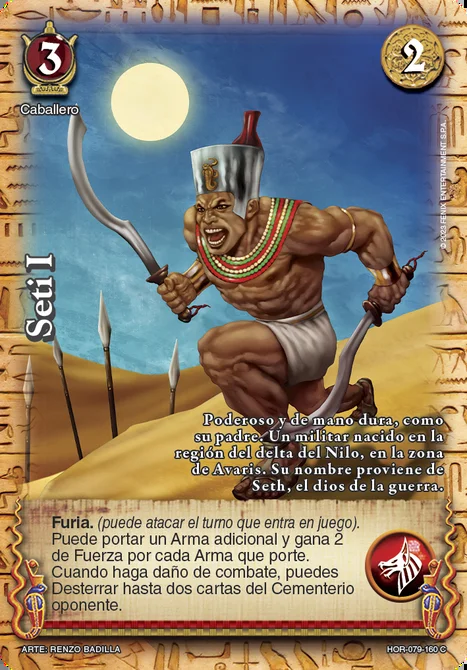 3
2
Caballero
© 2023 FENIX ENTERTAINMENT S.P.A.
Seti I
Poderoso y de mano dura, como
su padre. Un militar nacido en la
región del delta del Nilo, en la zona
de Avaris. Su nombre proviene de
Seth, el dios de la guerra.
Furia. (puede atacar el turno que entra en juego).
Puede portar un Arma adicional y gana 2
de Fuerza por cada Arma que porte.
Cuando haga daño de combate, puedes
Desterrar hasta dos cartas del Cementerio
oponente.
ARTE: RENZO BADILLA
HOR-079-160 C